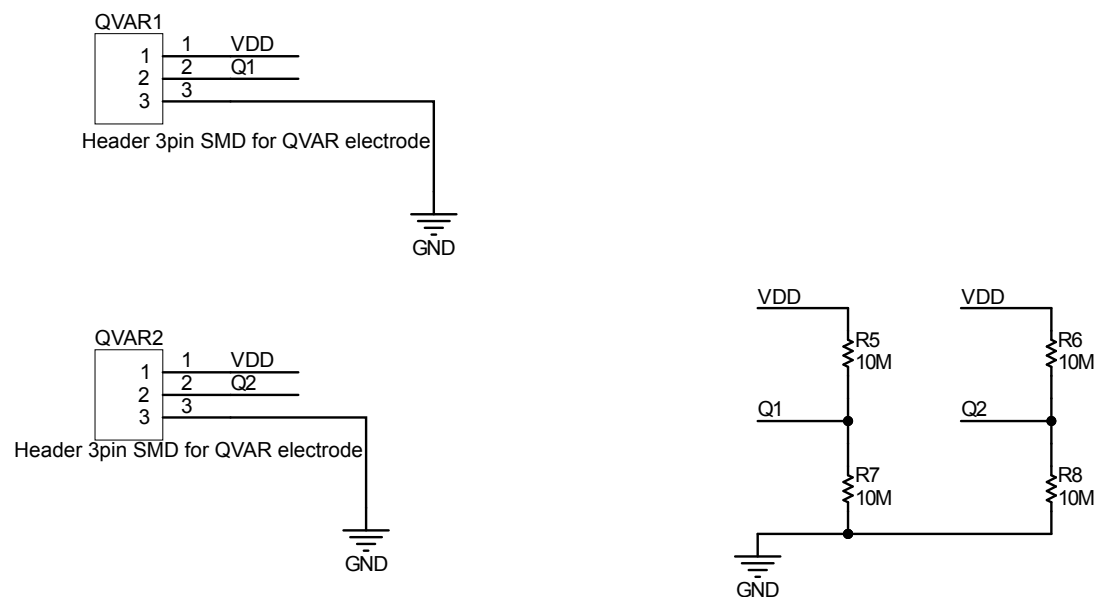 QVAR1
1 1 VDD
2 2 Q1
3 3
Header 3pin SMD for QVAR electrode
GND
QVAR2
1 1 VDD
2 2 Q2
3 3
Header 3pin SMD for QVAR electrode
GND
VDD VDD
R5 R6
10M 10M
Q1 Q2
R7 R8
10M 10M
GND